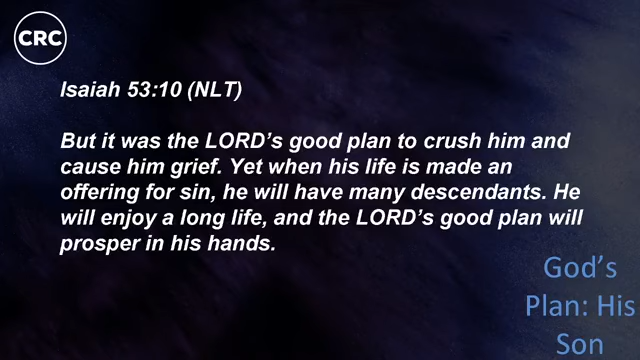 CRC
Isaiah 53:10 (NLT)
But it was the LORD’s good plan to crush him and
cause him grief. Yet when his life is made an
offering for sin, he will have many descendants. He
will enjoy a long life, and the LORD’s good plan will
prosper in his hands.
God’s
Plan: His
Son